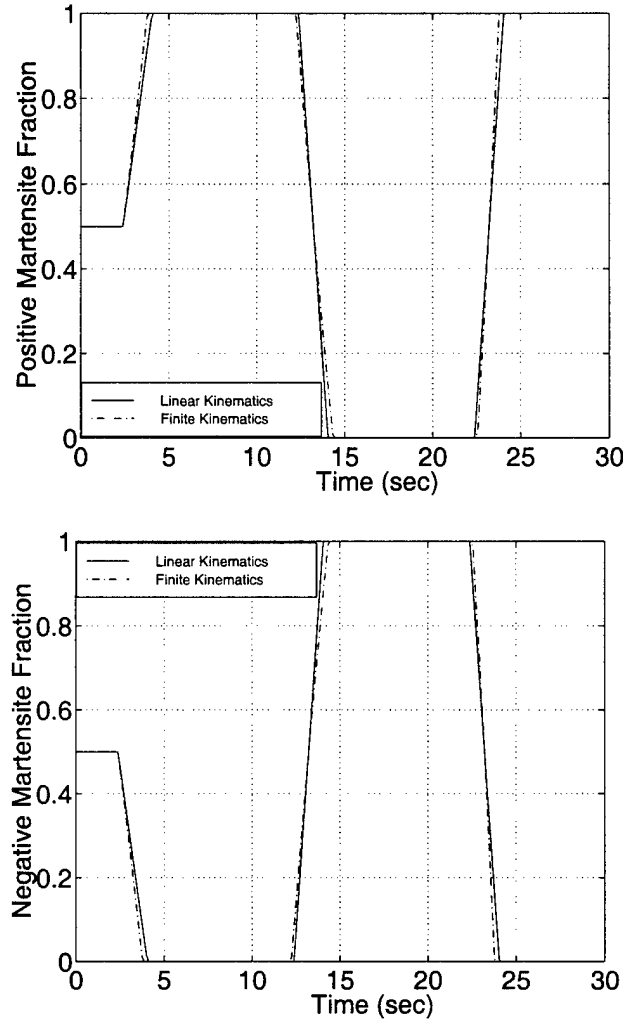 Positive Martensite Fraction
1
0.8
0.6
0.4
0.2
0
Linear Kinematics
Finite Kinematics
0 5 10 15 20 25 30
Time (sec)
Negative Martensite Fraction
1
0.8
0.6
0.4
0.2
0
Linear Kinematics
Finite Kinematics
0 5 10 15 20 25 30
Time (sec)